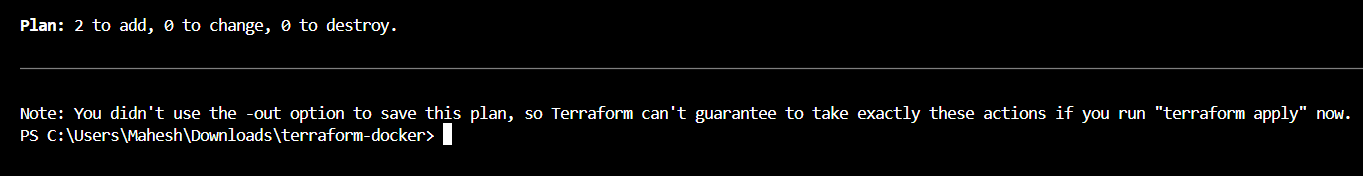 Plan: 2 to add, 0 to change, 0 to destroy.
Note: You didn't use the -out option to save this plan, so Terraform can't guarantee to take exactly these actions if you run "terraform apply" now.
PS C:\Users\Mahesh\Downloads\terraform-docker>